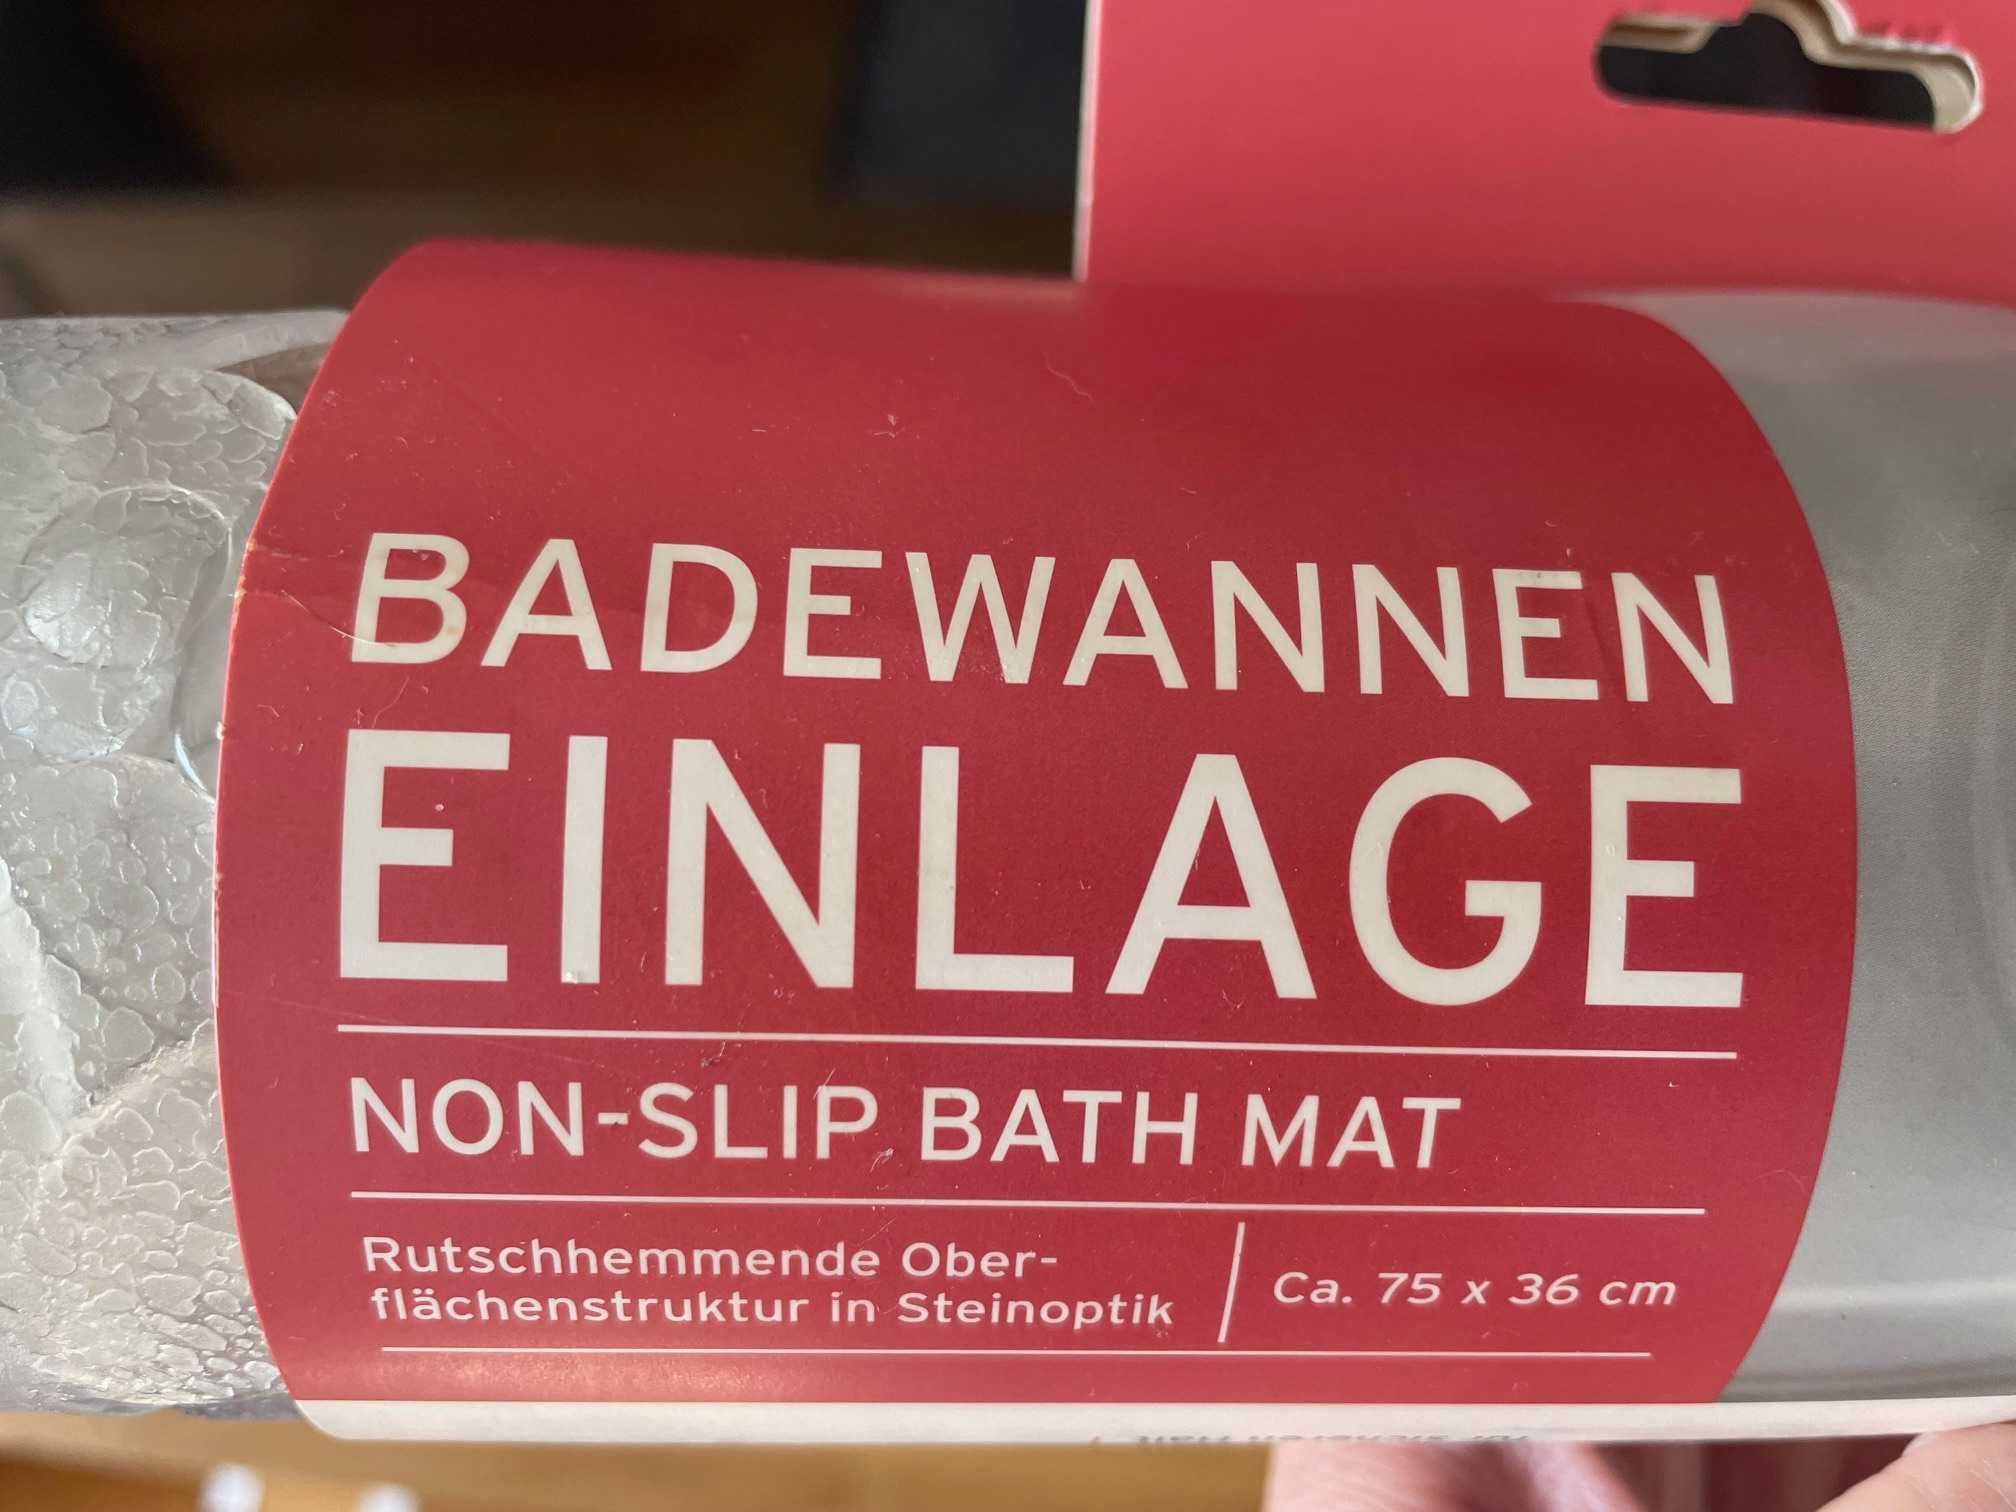 BADEWANNEN
EINLAGE
NON-SLIP BATH MAT
Rutschhemmende Ober-
flächenstruktur in Steinoptik
Ca. 75 x 36 cm